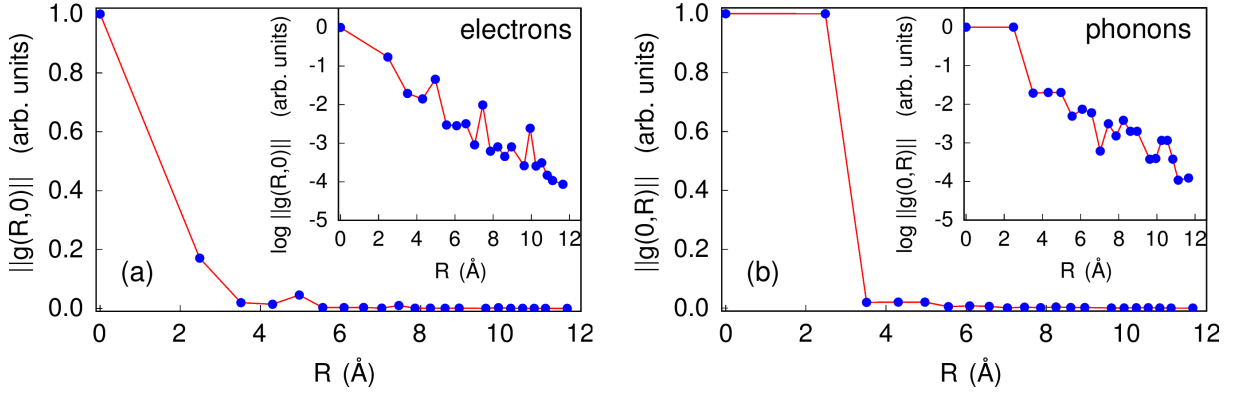 ||g(R,0)|| (arb. units)
1.0
0.8
0.6
0.4
0.2
0.0
0 2 4 6 8 10 12
R (Å)
(a)
electrons
log ||g(R,0)|| (arb. units)
0
-1
-2
-3
-4
-5
0 2 4 6 8 10 12
R (Å)
||g(0,R)|| (arb. units)
1.0
0.8
0.6
0.4
0.2
0.0
0 2 4 6 8 10 12
R (Å)
(b)
phonons
log ||g(0,R)|| (arb. units)
0
-1
-2
-3
-4
-5
0 2 4 6 8 10 12
R (Å)